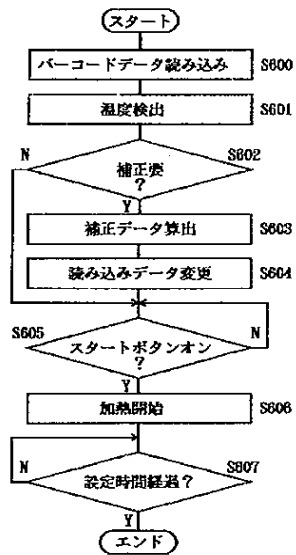 スタート
バーコードデータ読み込み S600
温度検出 S601
S602
N
補正要
?
Y
補正データ算出 S603
読み込みデータ変更 S604
S605
N
スタートボタンオン
?
Y
加熱開始 S606
S607
N
設定時間経過?
Y
エンド